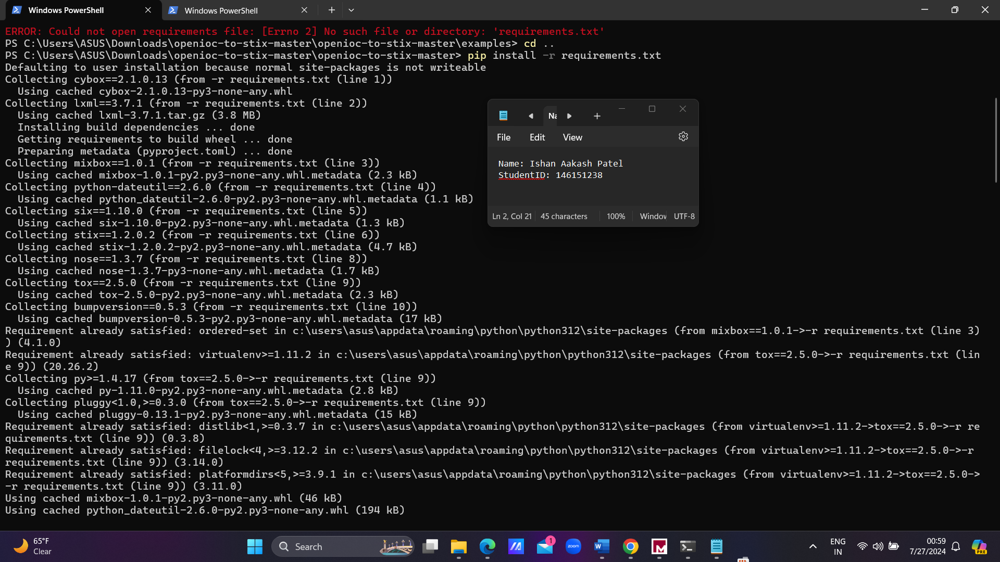 Windows PowerShell
Windows PowerShell
ERROR: Could not open requirements file: [Errno 2] No such file or directory: 'requirements.txt'
PS C:\Users\ASUS\Downloads\openioc-to-stix-master\openioc-to-stix-master\examples> cd ..
PS C:\Users\ASUS\Downloads\openioc-to-stix-master\openioc-to-stix-master> pip install -r requirements.txt
Defaulting to user installation because normal site-packages is not writeable
Collecting cybox==2.1.0.13 (from -r requirements.txt (line 1))
  Using cached cybox-2.1.0.13-py3-none-any.whl
Collecting lxml==3.7.1 (from -r requirements.txt (line 2))
  Using cached lxml-3.7.1.tar.gz (3.8 MB)
  Installing build dependencies ... done
  Getting requirements to build wheel ... done
  Preparing metadata (pyproject.toml) ... done
Collecting mixbox==1.0.1 (from -r requirements.txt (line 3))
  Using cached mixbox-1.0.1-py2.py3-none-any.whl.metadata (2.3 kB)
Collecting python-dateutil==2.6.0 (from -r requirements.txt (line 4))
  Using cached python_dateutil-2.6.0-py2.py3-none-any.whl.metadata (1.1 kB)
Collecting six==1.10.0 (from -r requirements.txt (line 5))
  Using cached six-1.10.0-py2.py3-none-any.whl.metadata (1.3 kB)
Collecting stix==1.2.0.2 (from -r requirements.txt (line 6))
  Using cached stix-1.2.0.2-py2.py3-none-any.whl.metadata (4.7 kB)
Collecting nose==1.3.7 (from -r requirements.txt (line 8))
  Using cached nose-1.3.7-py3-none-any.whl.metadata (1.7 kB)
Collecting tox==2.5.0 (from -r requirements.txt (line 9))
  Using cached tox-2.5.0-py2.py3-none-any.whl.metadata (2.3 kB)
Collecting bumpversion==0.5.3 (from -r requirements.txt (line 10))
  Using cached bumpversion-0.5.3-py2.py3-none-any.whl.metadata (17 kB)
Requirement already satisfied: ordered-set in c:\users\asus\appdata\roaming\python\python312\site-packages (from mixbox==1.0.1->-r requirements.txt (line 3)
) (4.1.0)
Requirement already satisfied: virtualenv>=1.11.2 in c:\users\asus\appdata\roaming\python\python312\site-packages (from tox==2.5.0->-r requirements.txt (lin
e 9)) (20.26.2)
Collecting py>=1.4.17 (from tox==2.5.0->-r requirements.txt (line 9))
  Using cached py-1.11.0-py2.py3-none-any.whl.metadata (2.8 kB)
Collecting pluggy<1.0,>=0.3.0 (from tox==2.5.0->-r requirements.txt (line 9))
  Using cached pluggy-0.13.1-py2.py3-none-any.whl.metadata (15 kB)
Requirement already satisfied: distlib<1,>=0.3.7 in c:\users\asus\appdata\roaming\python\python312\site-packages (from virtualenv>=1.11.2->tox==2.5.0->-r re
quirements.txt (line 9)) (0.3.8)
Requirement already satisfied: filelock<4,>=3.12.2 in c:\users\asus\appdata\roaming\python\python312\site-packages (from virtualenv>=1.11.2->tox==2.5.0->-r
requirements.txt (line 9)) (3.14.0)
Requirement already satisfied: platformdirs<5,>=3.9.1 in c:\users\asus\appdata\roaming\python\python312\site-packages (from virtualenv>=1.11.2->tox==2.5.0->
-r requirements.txt (line 9)) (3.11.0)
Using cached mixbox-1.0.1-py2.py3-none-any.whl (46 kB)
Using cached python_dateutil-2.6.0-py2.py3-none-any.whl (194 kB)
Na
File Edit View
Name: Ishan Aakash Patel
StudentID: 146151238
Ln 2, Col 21 45 characters 100% Window UTF-8
65°F
Clear
Search
1
zoom
W
PRE
ENG
IN
00:59
7/27/2024